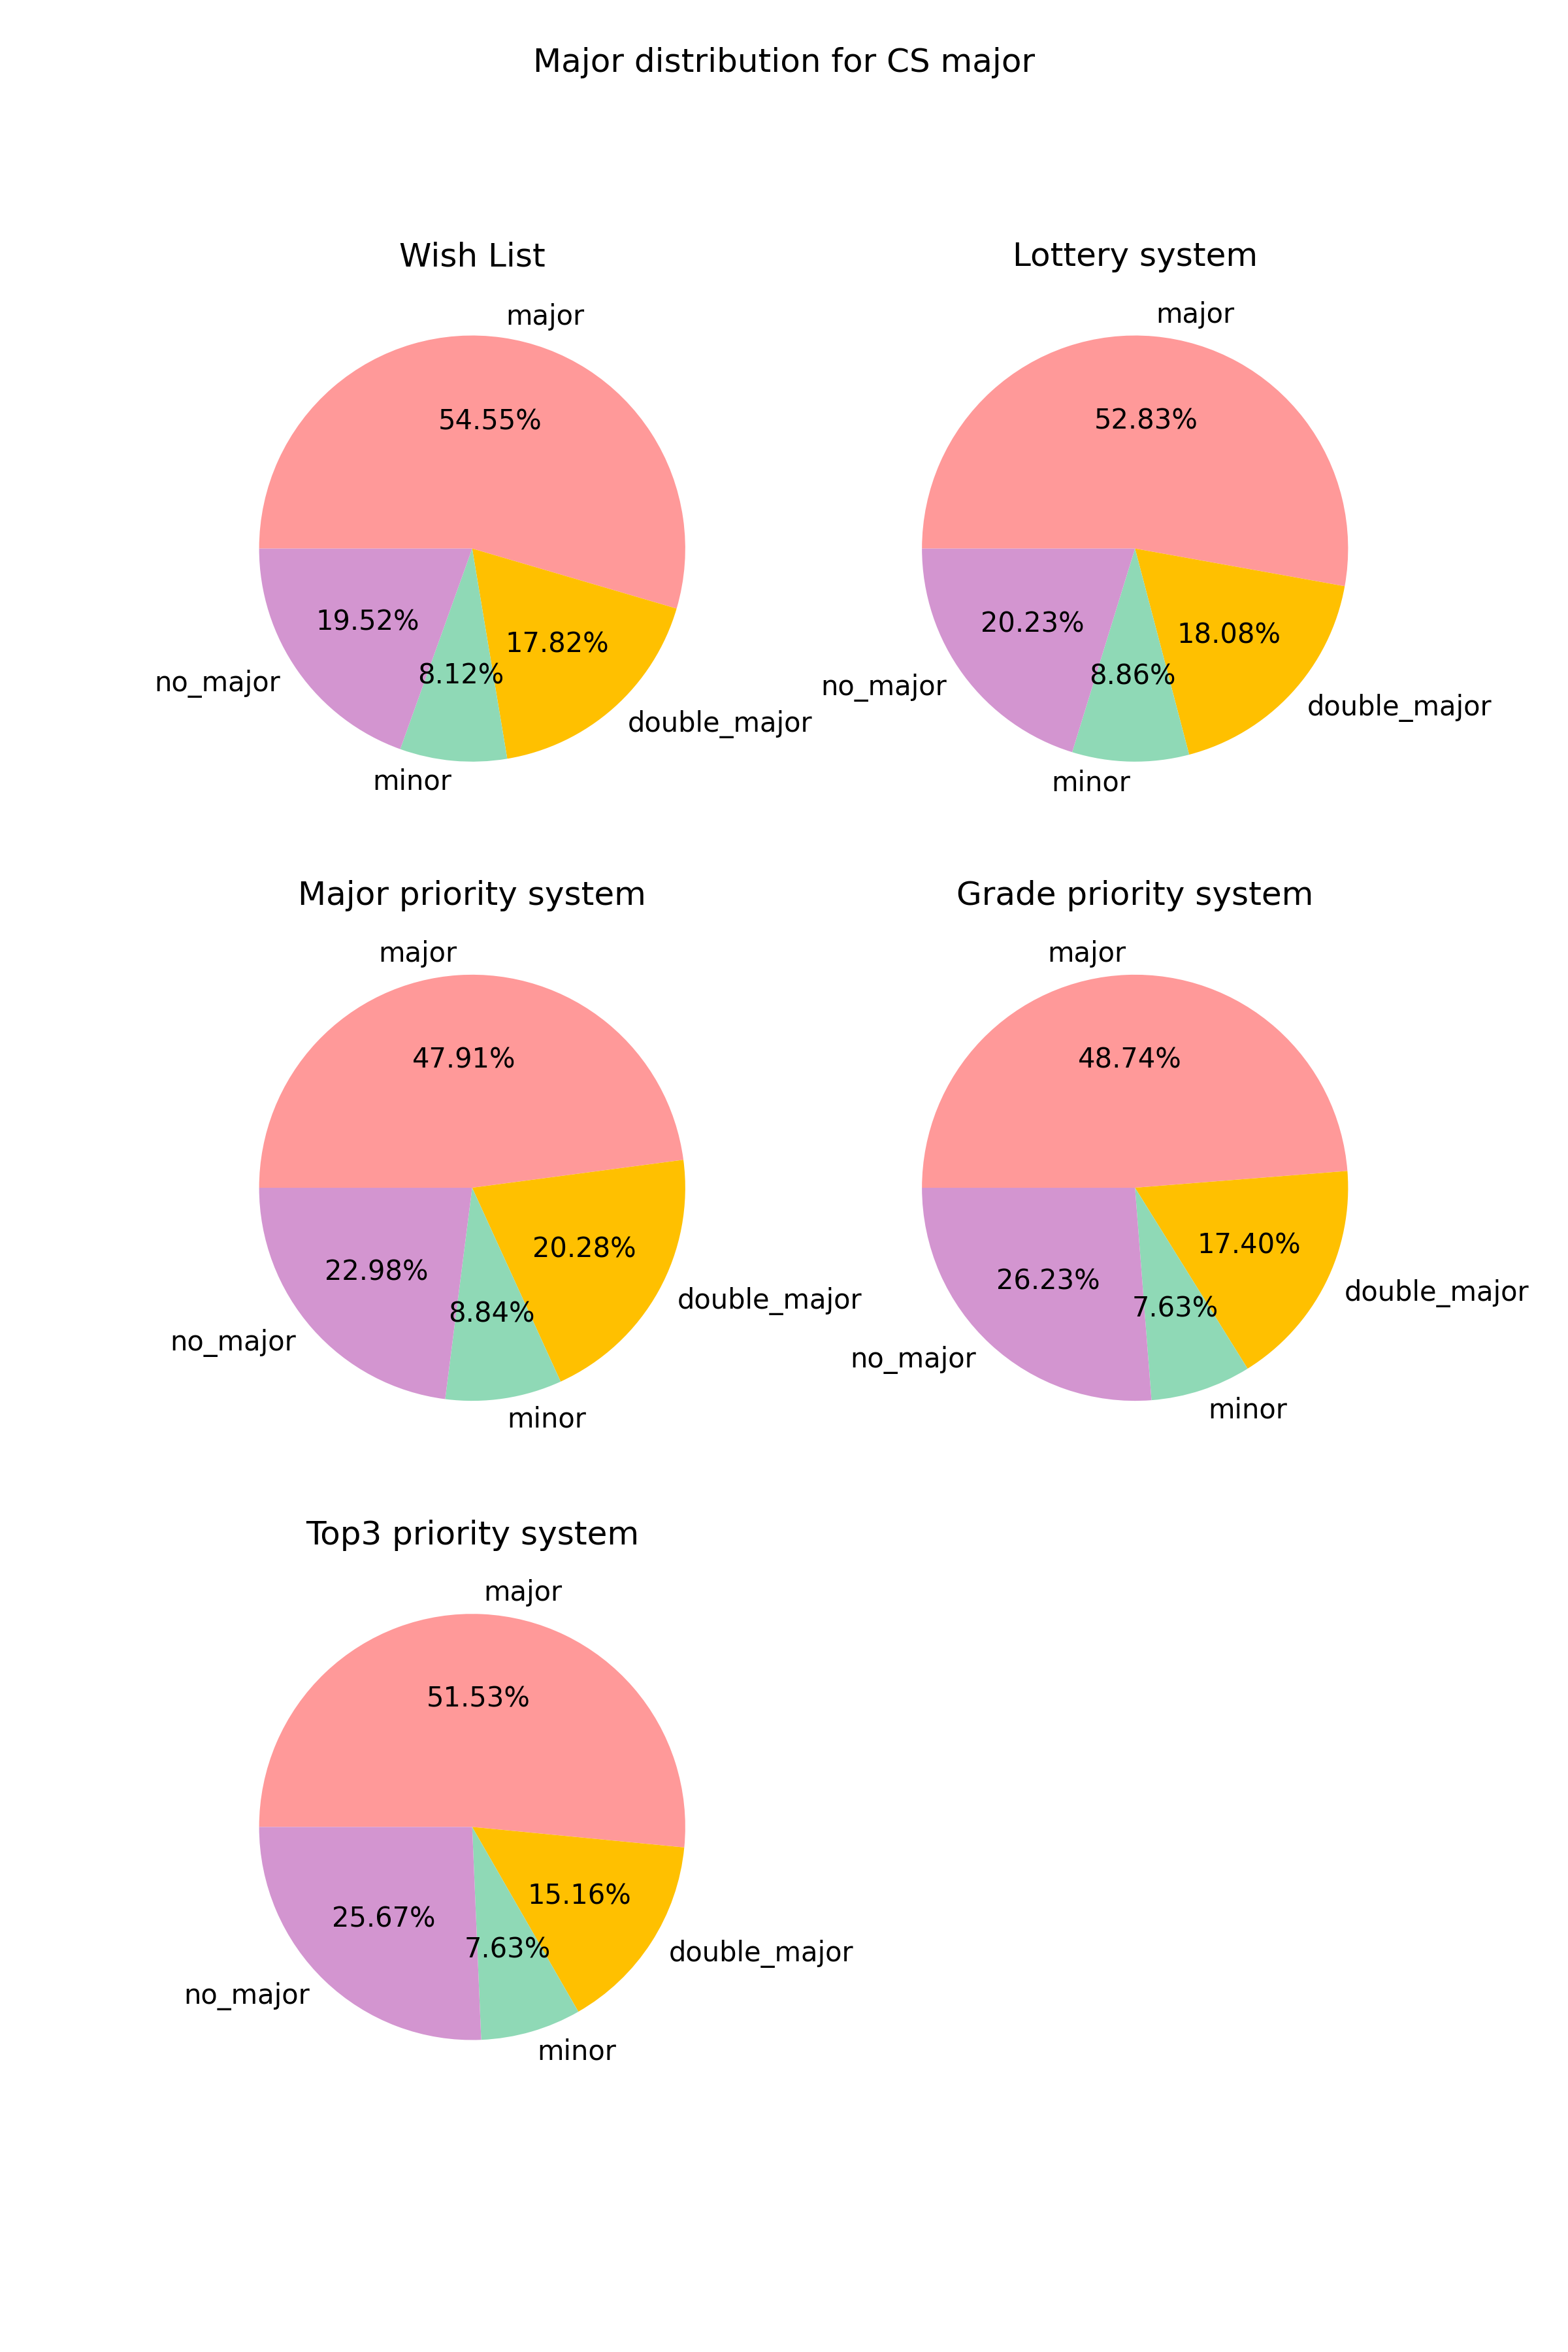 Major distribution for CS major
Wish List
major
54.55%
19.52%
17.82%
8.12%
no_major
double_major
minor
Lottery system
major
52.83%
20.23%
18.08%
8.86%
no_major
double_major
minor
Major priority system
major
47.91%
20.28%
22.98%
8.84%
double_major
no_major
minor
Grade priority system
major
48.74%
17.40%
26.23%
7.63%
double_major
no_major
minor
Top3 priority system
major
51.53%
15.16%
25.67%
7.63%
double_major
no_major
minor